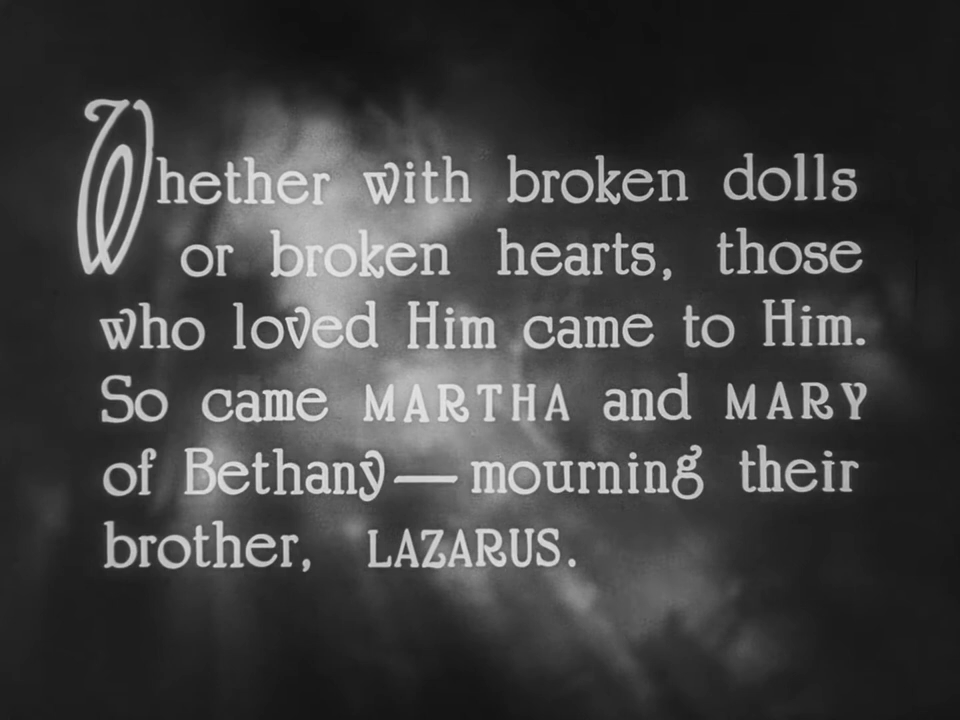 Whether with broken dolls
or broken hearts, those
who loved Him came to Him.
So came MARTHA and MARY
of Bethany — mourning their
brother, LAZARUS.